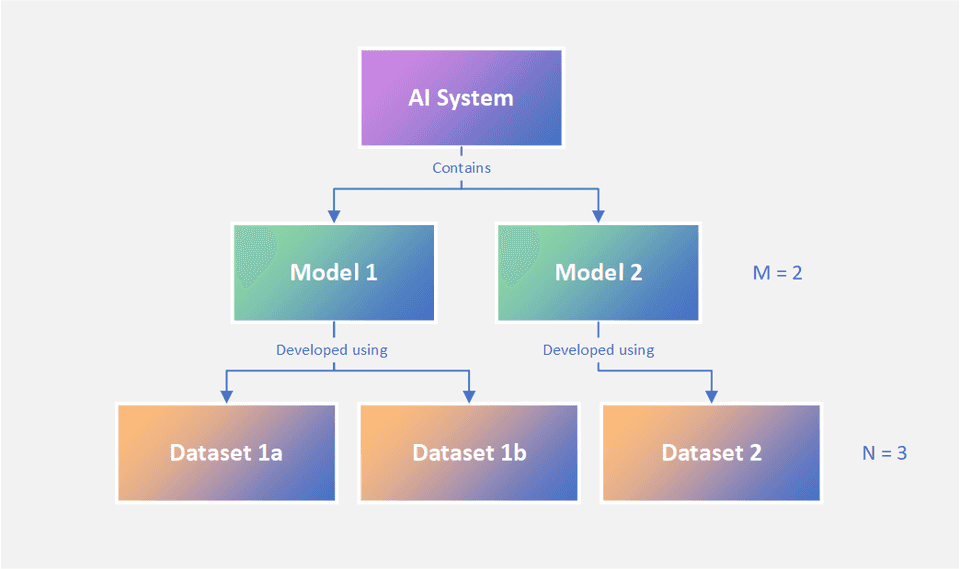 AI System
Contains
Model 1
Model 2
M = 2
Developed using
Developed using
Dataset 1a
Dataset 1b
Dataset 2
N = 3